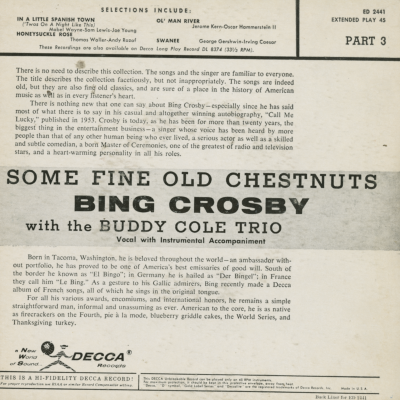 SELECTIONS INCLUDE:
IN A LITTLE SPANISH TOWN
('Twas On A Night Like This)
Mabel Wayne-Sam Lewis-Joe Young
HONEYSUCKLE ROSE
Thomas Waller-Andy Razaf
OL' MAN RIVER
Jerome Kern-Oscar Hammerstein II
SWANEE
George Gershwin-Irving Caesar
These Recordings are also available on Decca Long Play Record DL 8374 (33⅓ RPM).
ED 2441
EXTENDED PLAY 45
PART 3
There is no need to describe this collection. The songs and the singer are familiar to everyone.
The title describes the collection facetiously, but not inappropriately. The songs are indeed
old, but they are also fine old classics, and are sure of a place in the history of American
music as well as in every listener's heart.
There is nothing new that one can say about Bing Crosby—especially since he has said
most of what there is to say in his casual and altogether winning autobiography, "Call Me
Lucky," published in 1953. Crosby is today, as he has been for more than twenty years, the
biggest thing in the entertainment business—a singer whose voice has been heard by more
people than that of any other human being who ever lived, a serious actor as well as a skilled
and subtle comedian, a born Master of Ceremonies, one of the greatest of radio and television
stars, and a heart-warming personality in all his roles.
SOME FINE OLD CHESTNUTS
BING CROSBY
with the BUDDY COLE TRIO
Vocal with Instrumental Accompaniment
Born in Tacoma, Washington, he is beloved throughout the world—an ambassador with-
out portfolio, he has proved to be one of America's best emissaries of good will. South of
the border he is known as "El Bingo"; in Germany he is hailed as "Der Bingel"; in France
they call him "Le Bing." As a gesture to his Gallic admirers, Bing recently made a Decca
album of French songs, all of which he sings in the original tongue.
For all his various awards, encomiums, and international honors, he remains a simple
straightforward man, informal and unassuming as ever. American to the core, he is as native
as firecrackers on the Fourth, pie à la mode, blueberry griddle cakes, the World Series, and
Thanksgiving turkey.
a New
World
of Sound
DECCA®
Records
THIS IS A HI-FIDELITY DECCA RECORD!